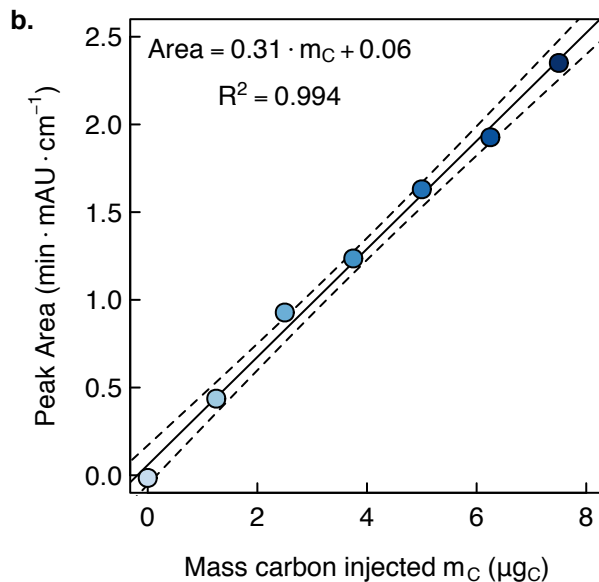 b.
Area = 0.31 · m_C + 0.06
R² = 0.994
2.5
2.0
1.5
1.0
0.5
0.0
Peak Area (min · mAU · cm⁻¹)
0 2 4 6 8
Mass carbon injected m_C (µg_C)